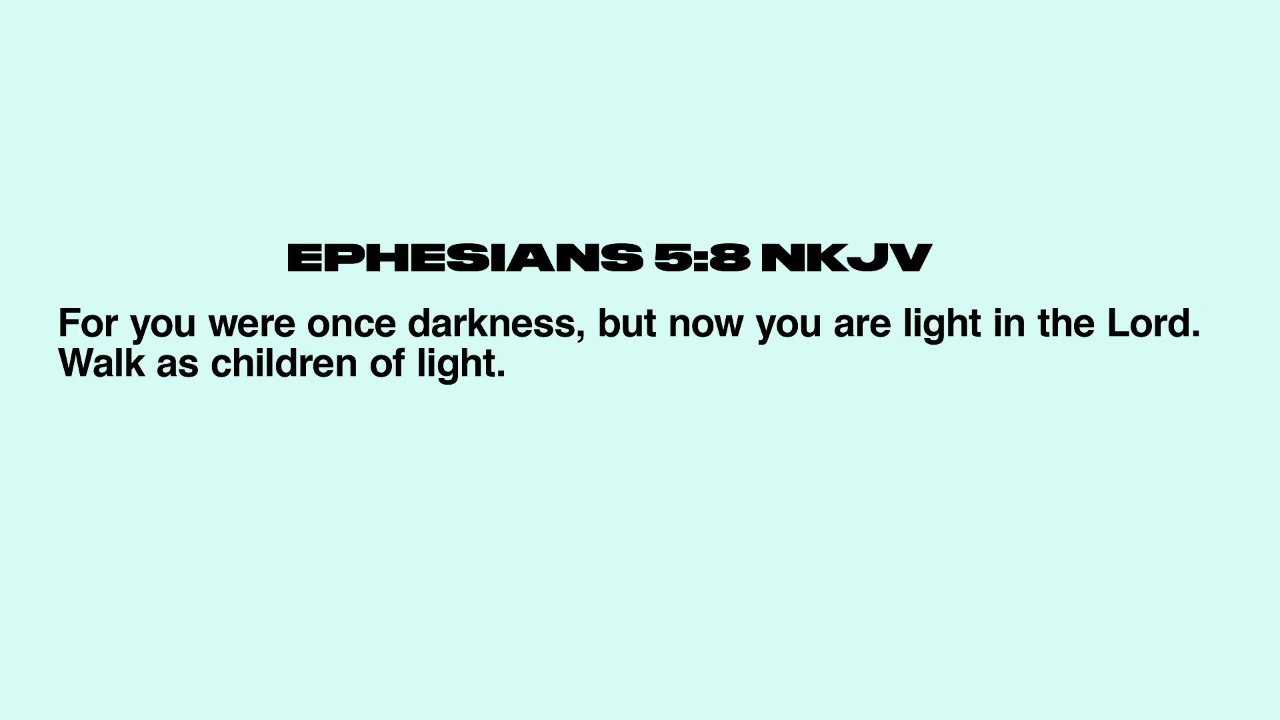 EPHESIANS 5:8 NKJV
For you were once darkness, but now you are light in the Lord.
Walk as children of light.